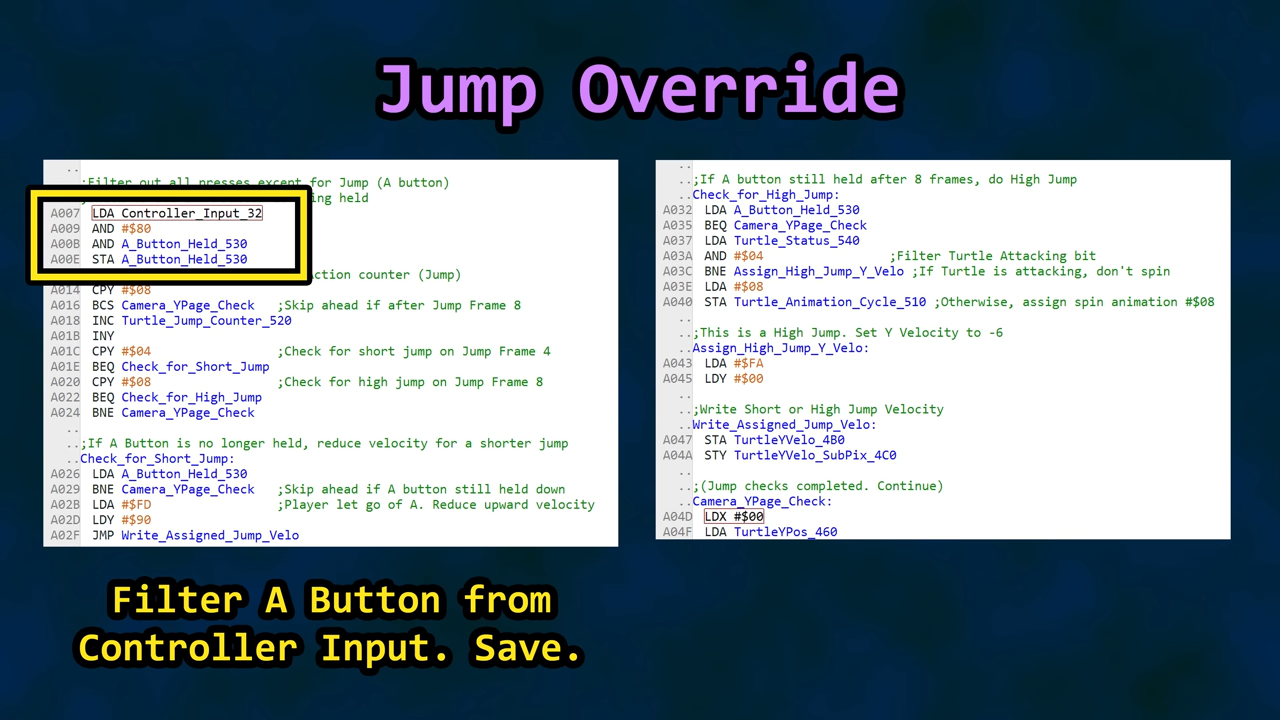 Jump Override
..
;Filter out all presses except for Jump (A button)
ing held
A007 LDA Controller_Input_32
A009 AND #$80
A00B AND A_Button_Held_530
A00E STA A_Button_Held_530
ction counter (Jump)
A014 CPY #$08
A016 BCS Camera_YPage_Check ;Skip ahead if after Jump Frame 8
A018 INC Turtle_Jump_Counter_520
A01B INY
A01C CPY #$04 ;Check for short jump on Jump Frame 4
A01E BEQ Check_for_Short_Jump
A020 CPY #$08 ;Check for high jump on Jump Frame 8
A022 BEQ Check_for_High_Jump
A024 BNE Camera_YPage_Check
..
..;If A Button is no longer held, reduce velocity for a shorter jump
..Check_for_Short_Jump:
A026 LDA A_Button_Held_530
A029 BNE Camera_YPage_Check ;Skip ahead if A button still held down
A02B LDA #$FD ;Player let go of A. Reduce upward velocity
A02D LDY #$90
A02F JMP Write_Assigned_Jump_Velo
..
..;If A button still held after 8 frames, do High Jump
..Check_for_High_Jump:
A032 LDA A_Button_Held_530
A035 BEQ Camera_YPage_Check
A037 LDA Turtle_Status_540
A03A AND #$04 ;Filter Turtle Attacking bit
A03C BNE Assign_High_Jump_Y_Velo ;If Turtle is attacking, don't spin
A03E LDA #$08
A040 STA Turtle_Animation_Cycle_510 ;Otherwise, assign spin animation #$08
..
..;This is a High Jump. Set Y Velocity to -6
..Assign_High_Jump_Y_Velo:
A043 LDA #$FA
A045 LDY #$00
..
..;Write Short or High Jump Velocity
..Write_Assigned_Jump_Velo:
A047 STA TurtleYVelo_4B0
A04A STY TurtleYVelo_SubPix_4C0
..
..;(Jump checks completed. Continue)
..Camera_YPage_Check:
A04D LDX #$00
A04F LDA TurtleYPos_460
Filter A Button from
Controller Input. Save.